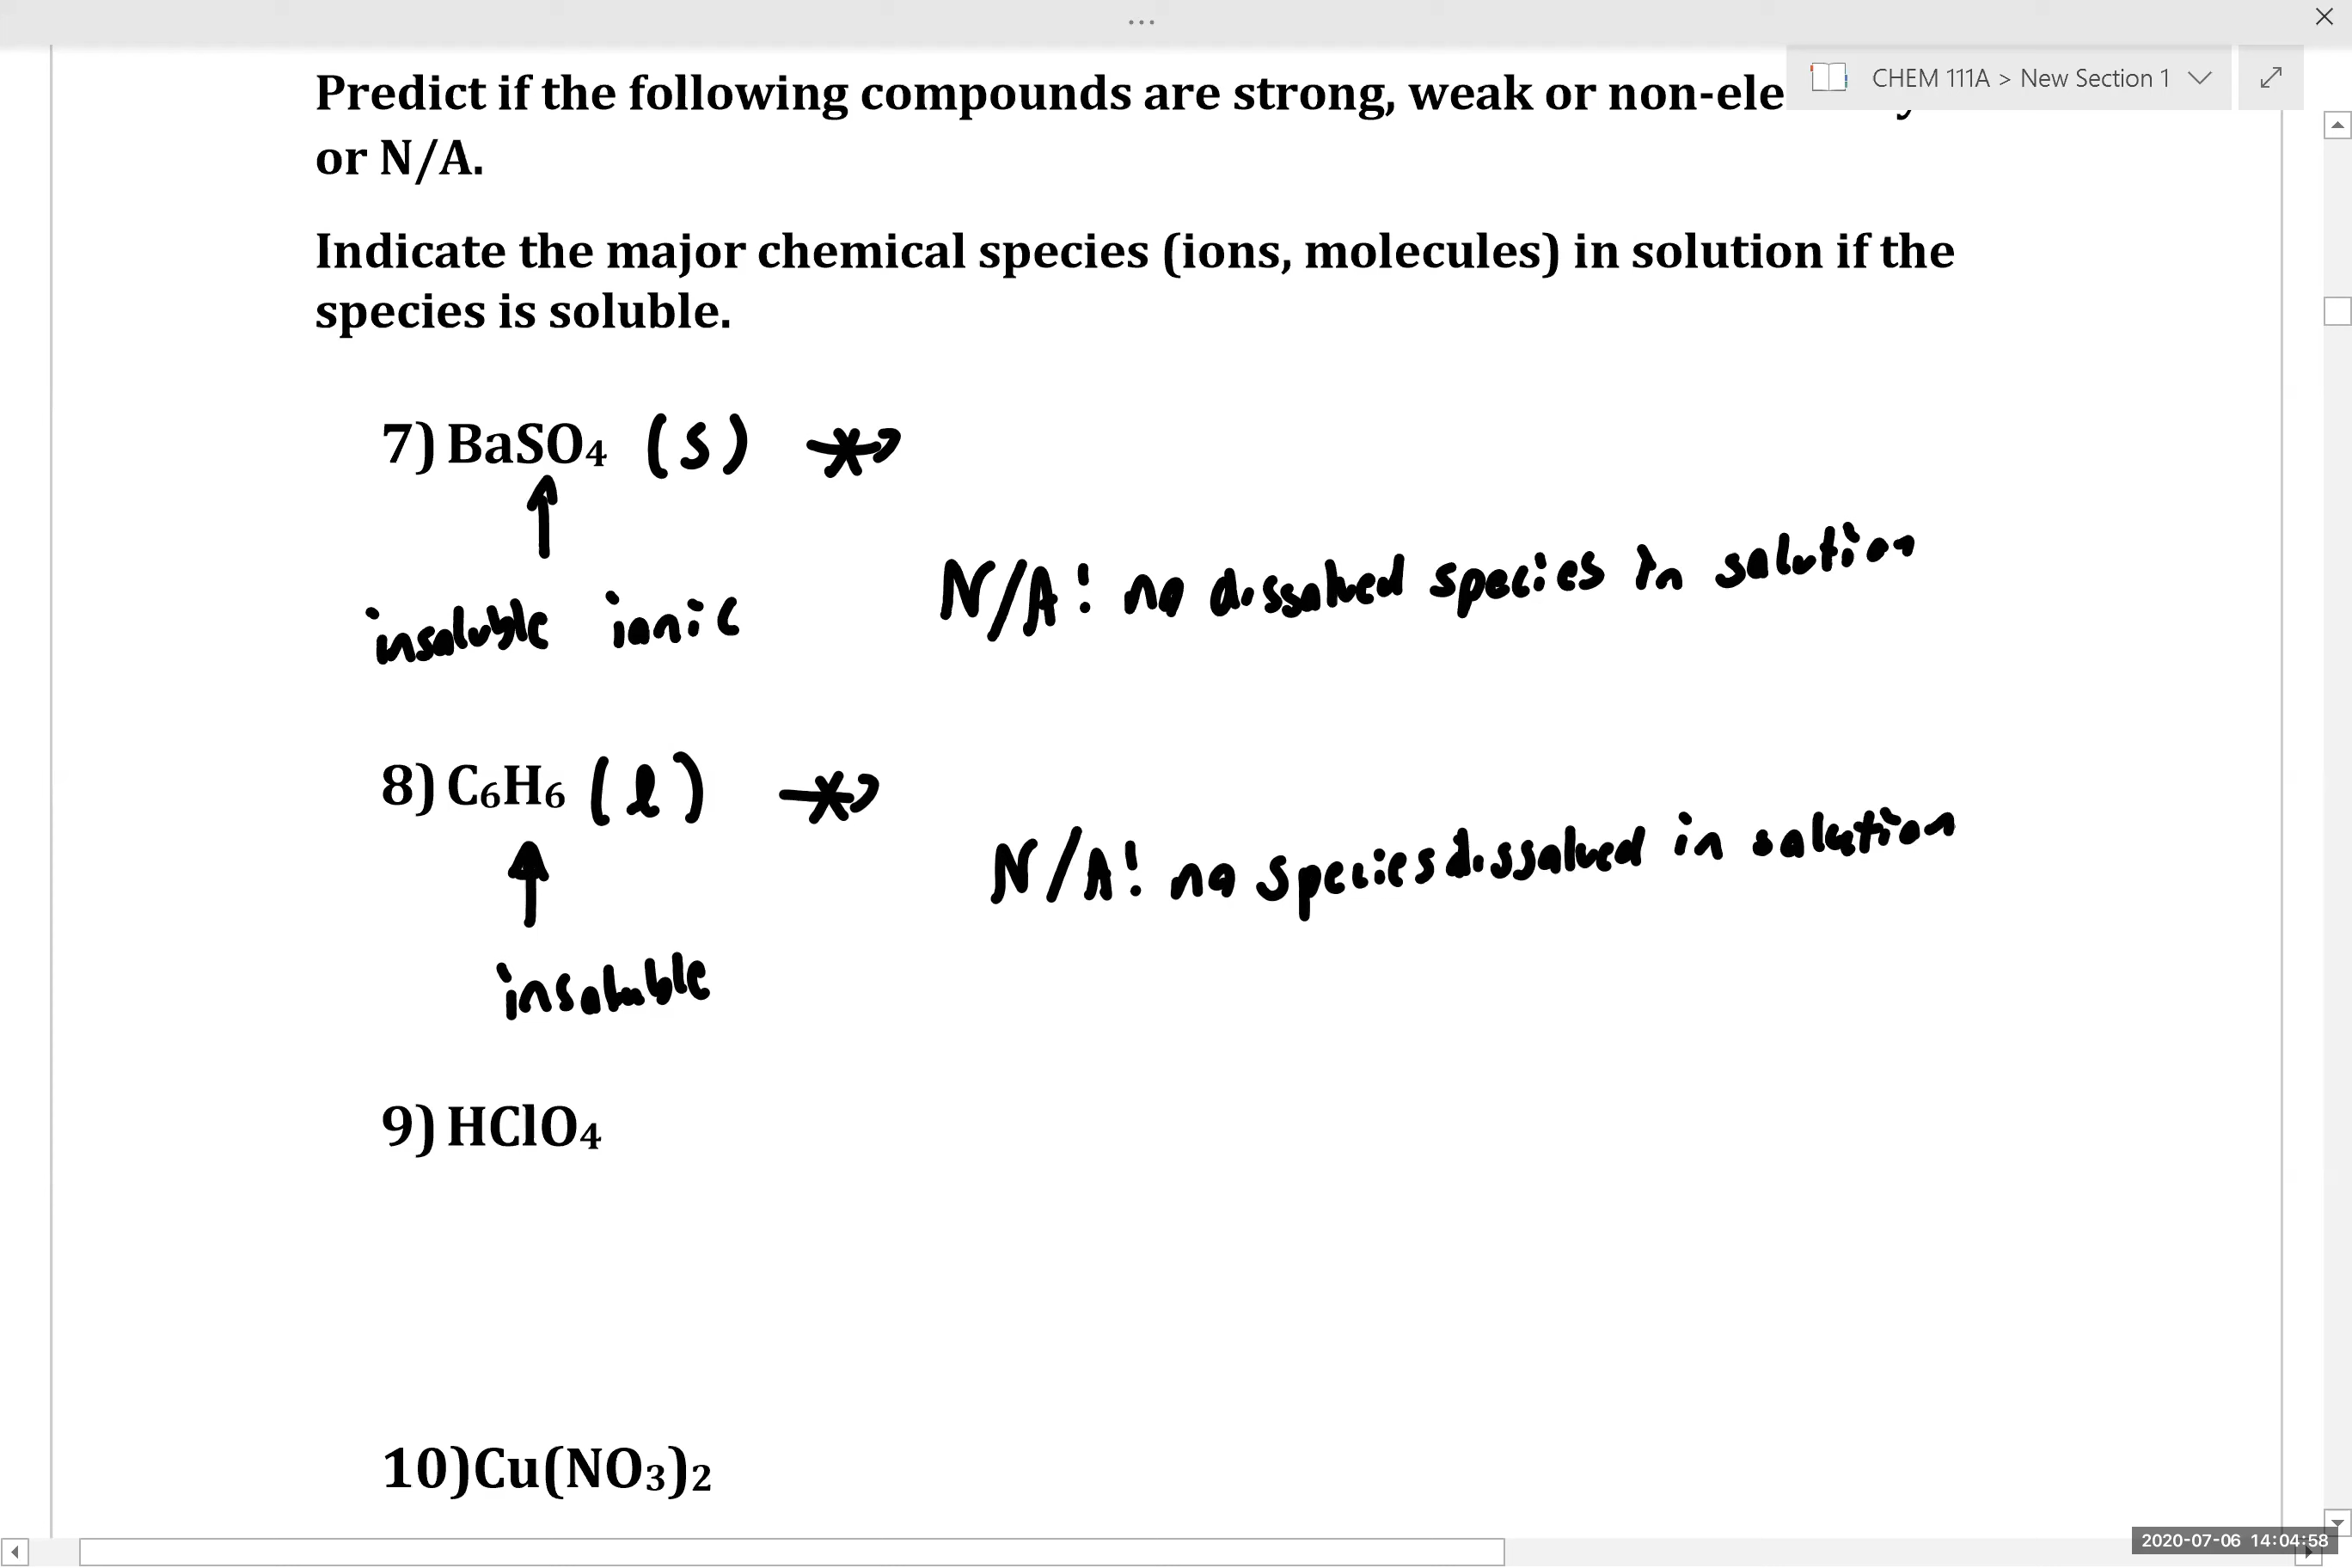 ...
CHEM 111A > New Section 1
Predict if the following compounds are strong, weak or non-ele
or N/A.
Indicate the major chemical species (ions, molecules) in solution if the
species is soluble.
7) BaSO₄ (s)
insoluble ionic
N/A! no dissolved species in solution
8) C₆H₆ (l)
N/A! no species dissolved in solution
insoluble
9) HClO₄
10)Cu(NO₃)₂
2020-07-06 14:04:58